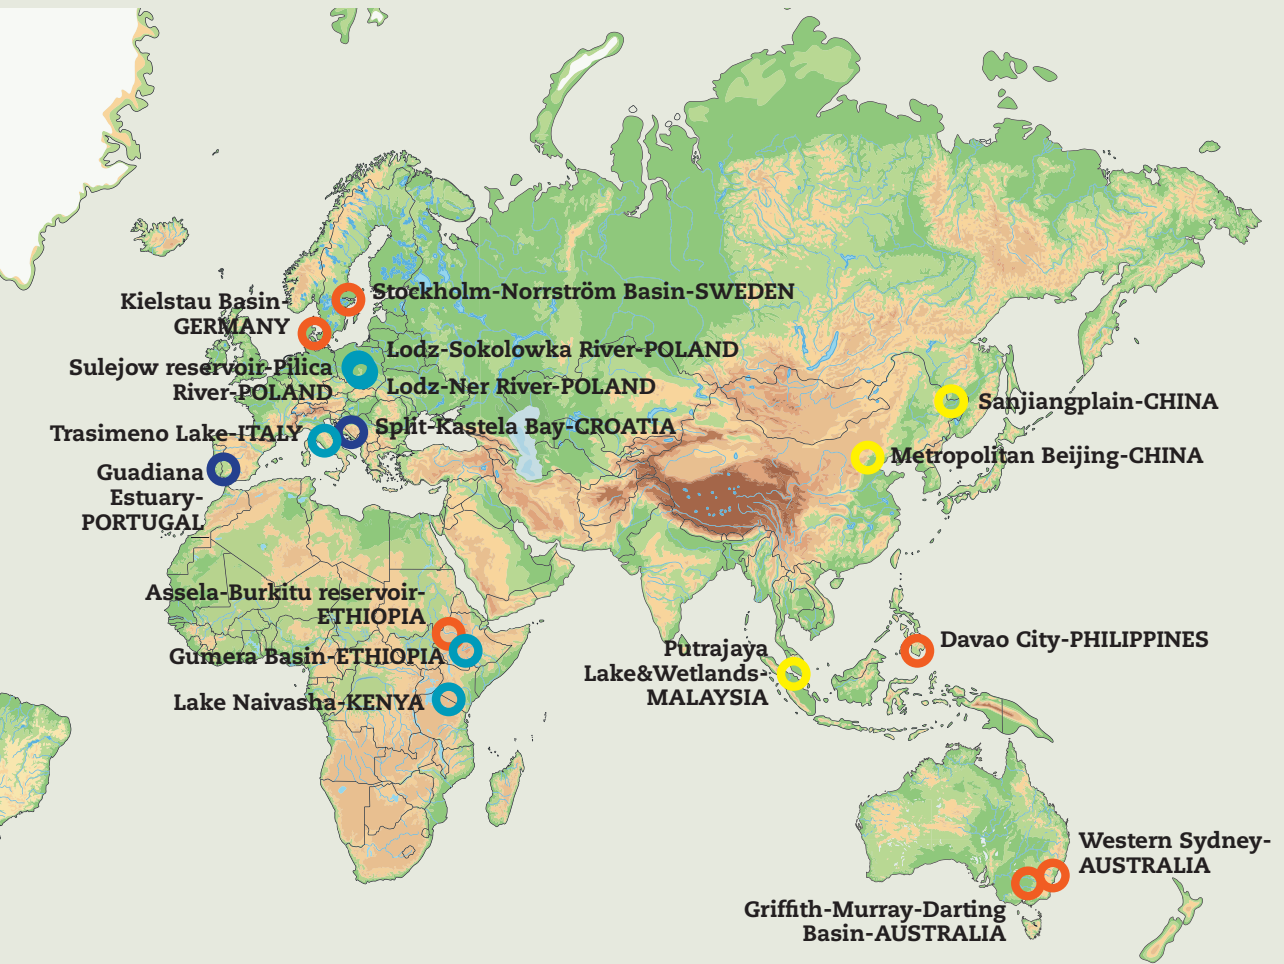 Stockholm-Norrström Basin-SWEDEN
Kielstau Basin-
GERMANY
Lodz-Sokolowka River-POLAND
Sulejow reservoir-Pilica
River-POLAND
Lodz-Ner River-POLAND
Sanjiangplain-CHINA
Trasimeno Lake-ITALY
Split-Kastela Bay-CROATIA
Metropolitan Beijing-CHINA
Guadiana
Estuary-
PORTUGAL
Assela-Burkitu reservoir-
ETHIOPIA
Gumera Basin-ETHIOPIA
Davao City-PHILIPPINES
Putrajaya
Lake&Wetlands-
MALAYSIA
Lake Naivasha-KENYA
Western Sydney-
AUSTRALIA
Griffith-Murray-Darting
Basin-AUSTRALIA